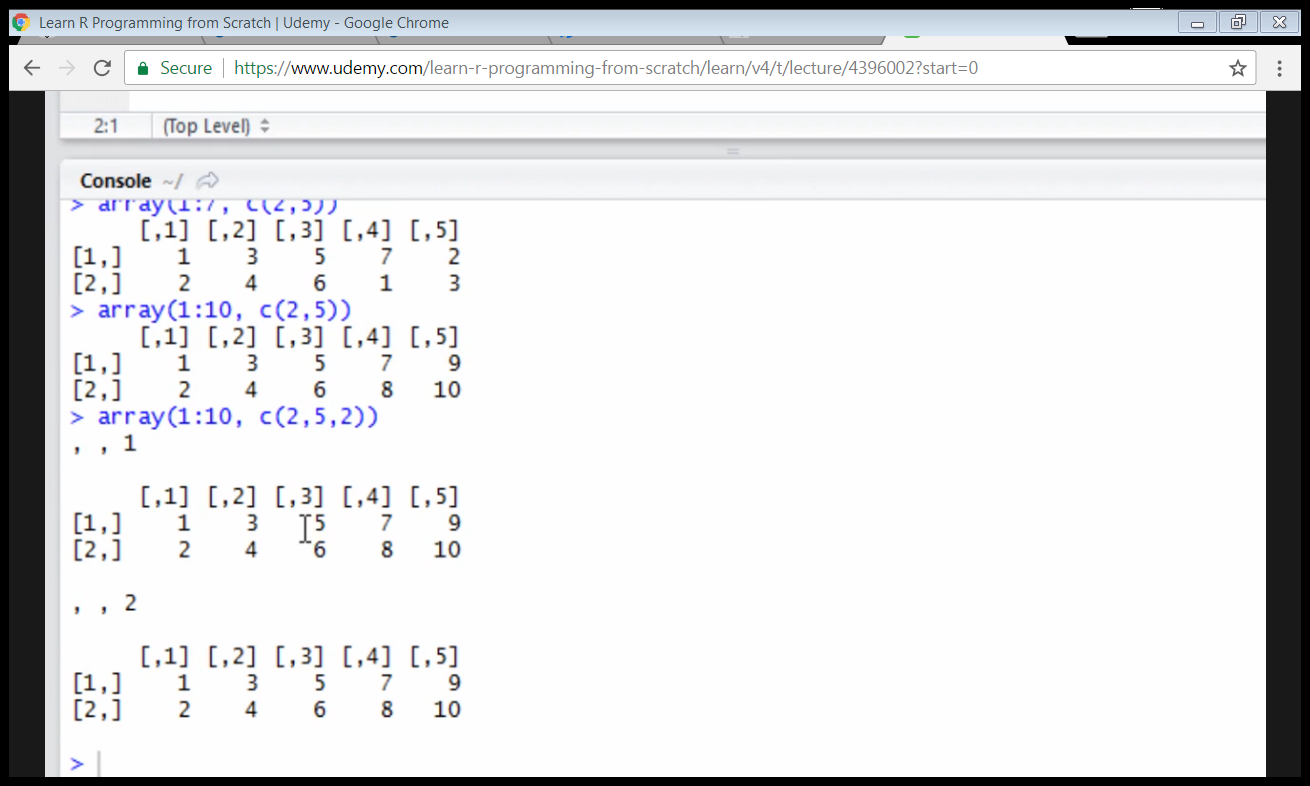 Learn R Programming from Scratch | Udemy - Google Chrome
Secure https://www.udemy.com/learn-r-programming-from-scratch/learn/v4/t/lecture/4396002?start=0
2:1 (Top Level)
Console ~/
> array(1:7, c(2,5))
[,1] [,2] [,3] [,4] [,5]
[1,] 1 3 5 7 2
[2,] 2 4 6 1 3
> array(1:10, c(2,5))
[,1] [,2] [,3] [,4] [,5]
[1,] 1 3 5 7 9
[2,] 2 4 6 8 10
> array(1:10, c(2,5,2))
, , 1
[,1] [,2] [,3] [,4] [,5]
[1,] 1 3 5 7 9
[2,] 2 4 6 8 10
, , 2
[,1] [,2] [,3] [,4] [,5]
[1,] 1 3 5 7 9
[2,] 2 4 6 8 10
>